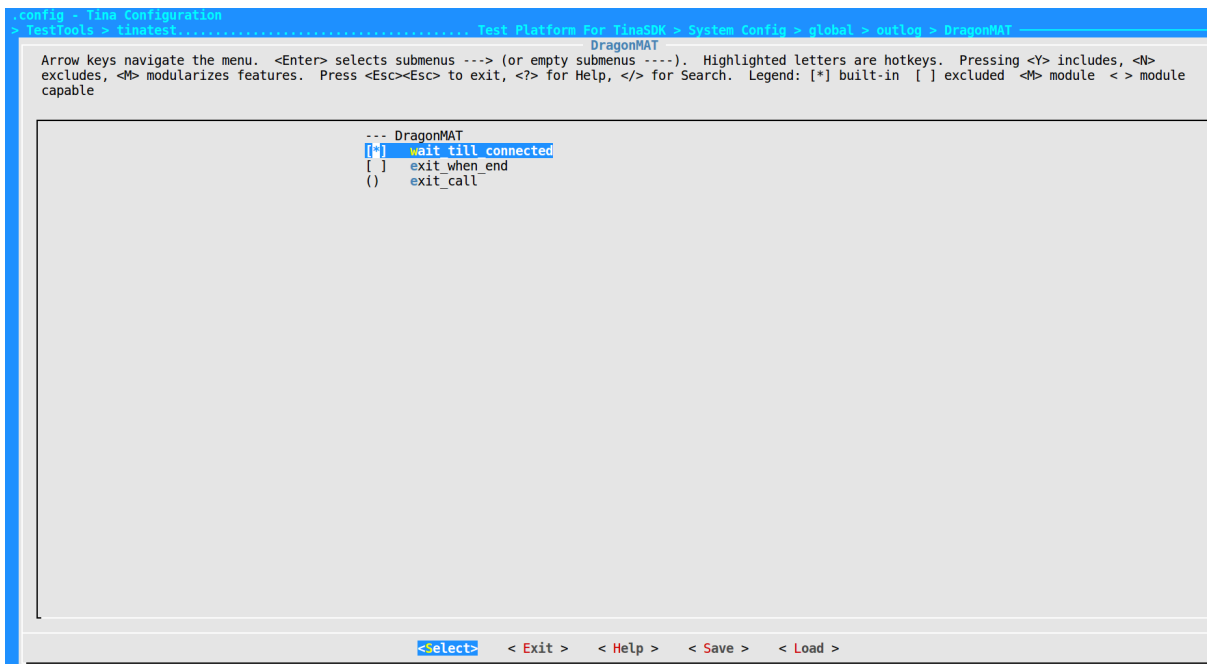 .config - Tina Configuration
> TestTools > tinatest....................................... Test Platform For TinaSDK > System Config > global > outlog > DragonMAT
DragonMAT
Arrow keys navigate the menu.  <Enter> selects submenus ---> (or empty submenus ----).  Highlighted letters are hotkeys.  Pressing <Y> includes, <N>
excludes, <M> modularizes features.  Press <Esc><Esc> to exit, <?> for Help, </> for Search.  Legend: [*] built-in  [ ] excluded  <M> module  < > module
capable
--- DragonMAT
[*]   wait_till_connected
[ ]   exit_when_end
()    exit_call
<Select>    < Exit >    < Help >    < Save >    < Load >